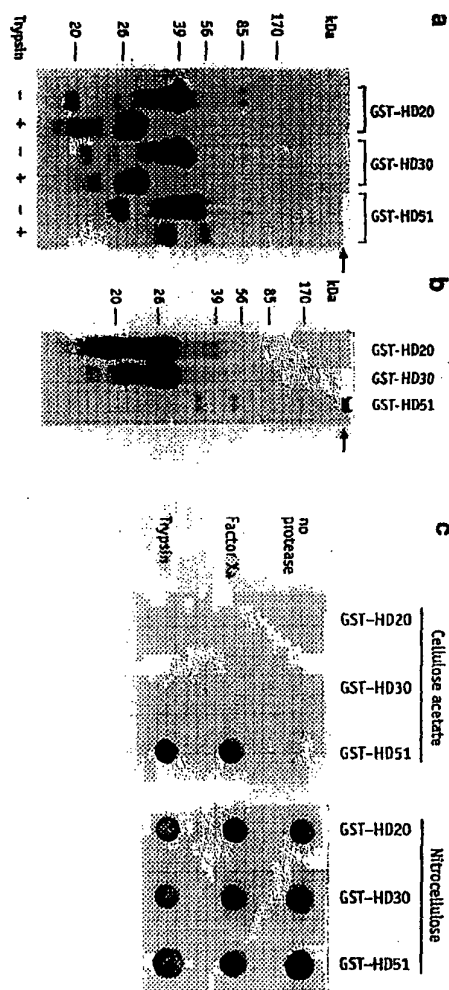 a
kDa
170
85
56
39
26
20
Trypsin
GST-HD20
GST-HD30
GST-HD51
− + − + − +
b
kDa
170
85
56
39
26
20
GST-HD20
GST-HD30
GST-HD51
c
Cellulose acetate
Nitrocellulose
GST-HD20
GST-HD30
GST-HD51
GST-HD20
GST-HD30
GST-HD51
no
protease
Factor Xa
Trypsin